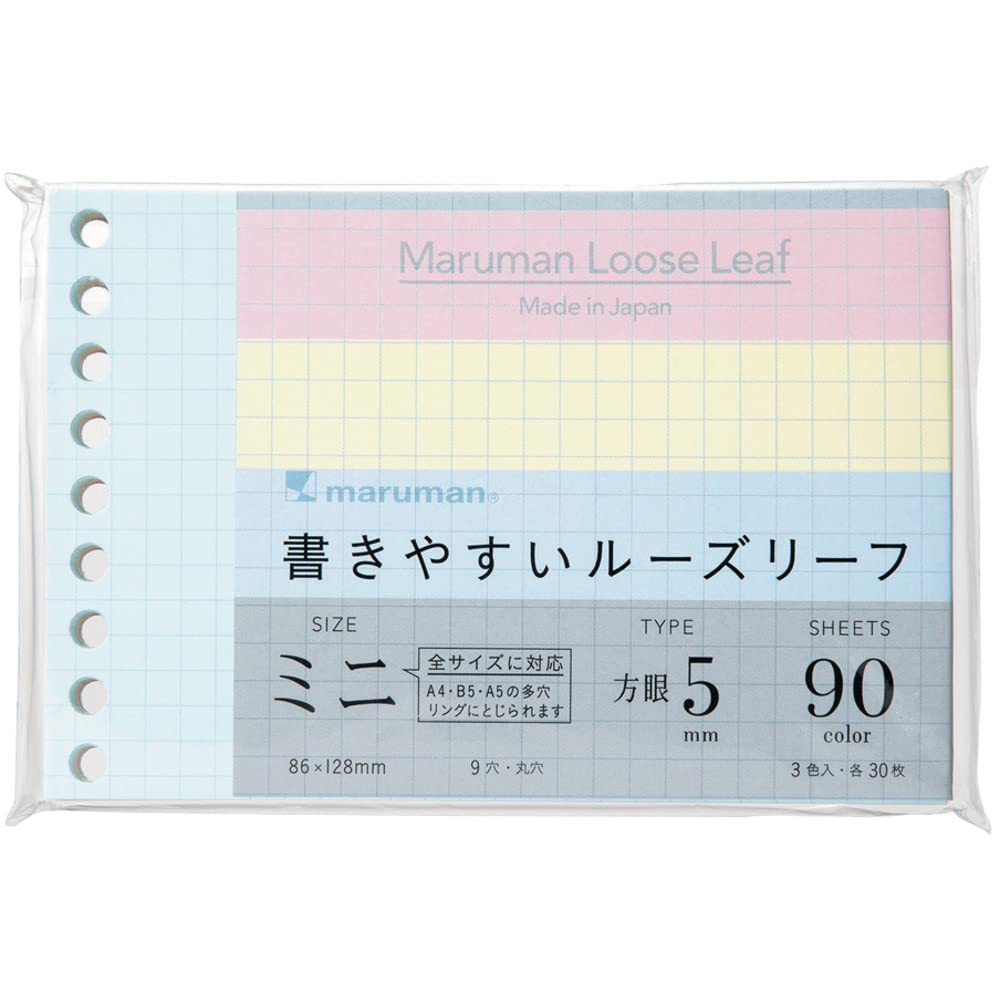 Maruman Loose Leaf
Made in Japan
maruman®
書きやすいルーズリーフ
SIZE
ミニ
全サイズに対応
A4・B5・A5の多穴
リングにとじられます
86×128mm
9穴・丸穴
TYPE
方眼5
mm
SHEETS
90
color
3色入・各30枚